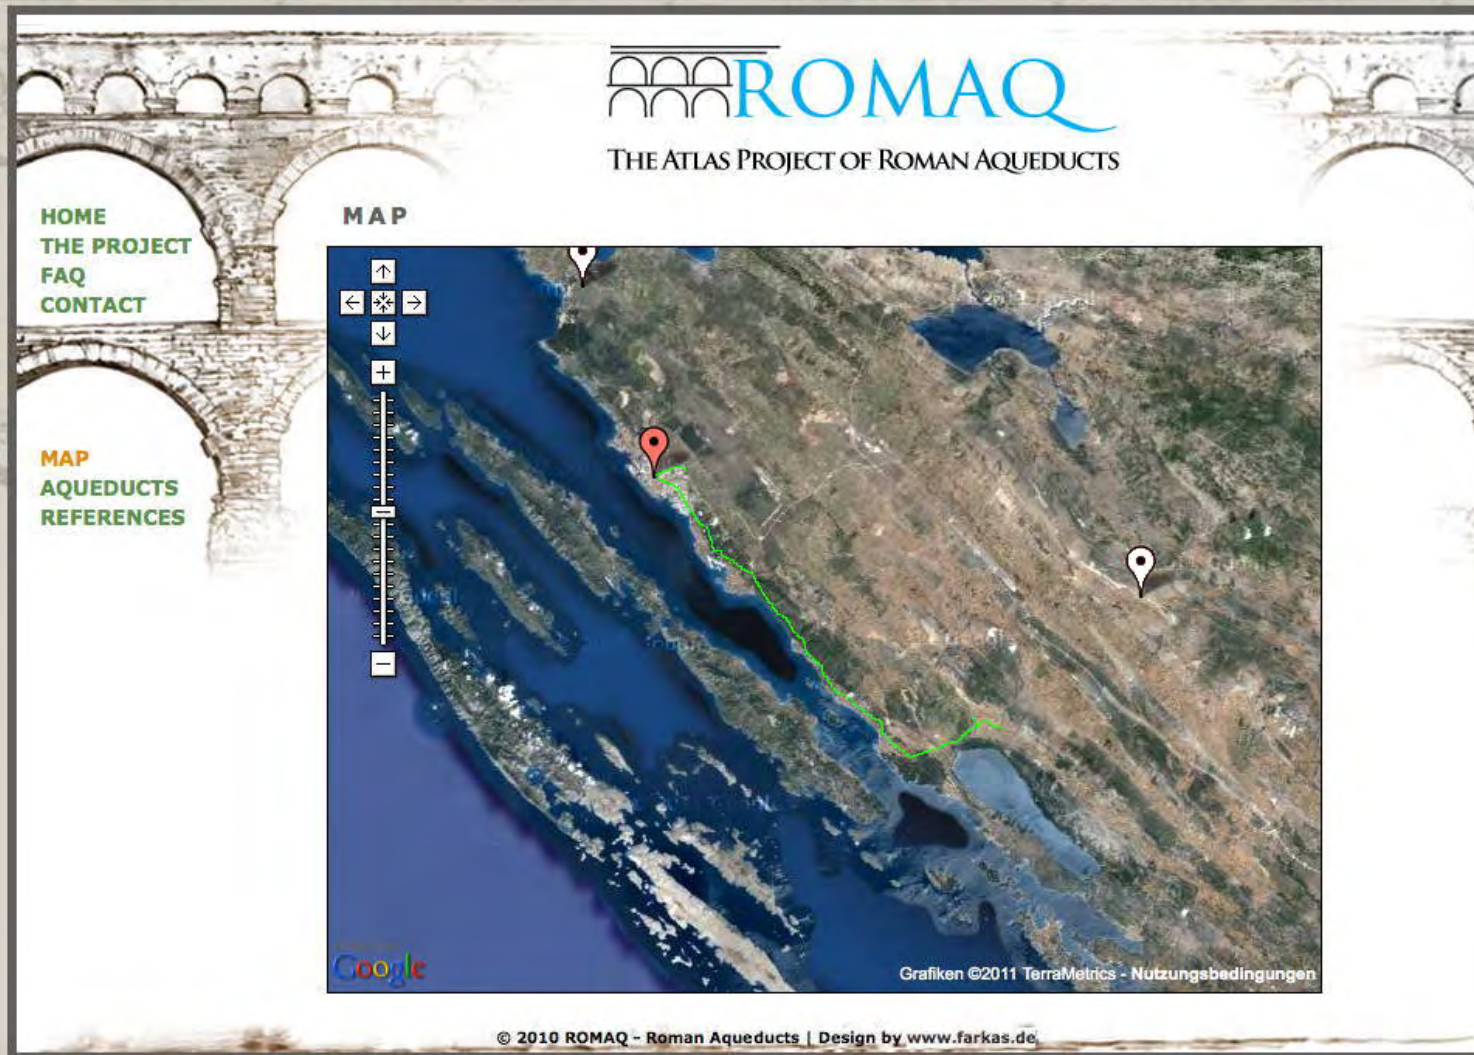 ROMAQ
THE ATLAS PROJECT OF ROMAN AQUEDUCTS
HOME
THE PROJECT
FAQ
CONTACT
MAP
AQUEDUCTS
REFERENCES
MAP
Google
Grafiken ©2011 TerraMetrics - Nutzungsbedingungen
© 2010 ROMAQ - Roman Aqueducts | Design by www.farkas.de